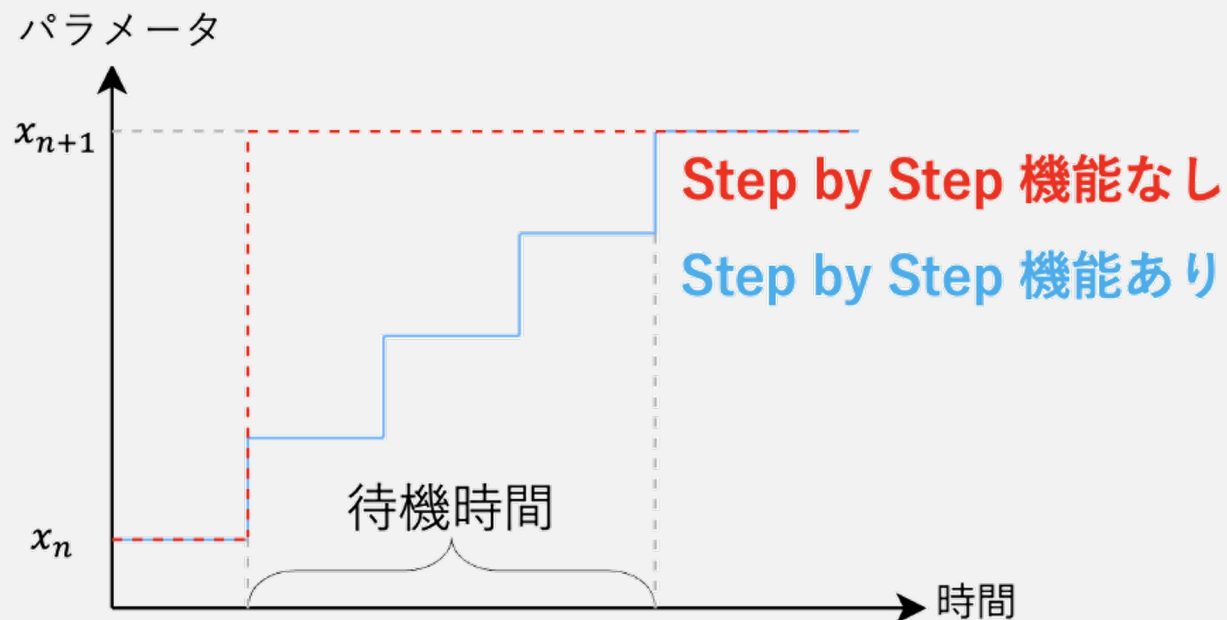 パラメータ
x_{n+1}
Step by Step 機能なし
Step by Step 機能あり
待機時間
x_n
時間